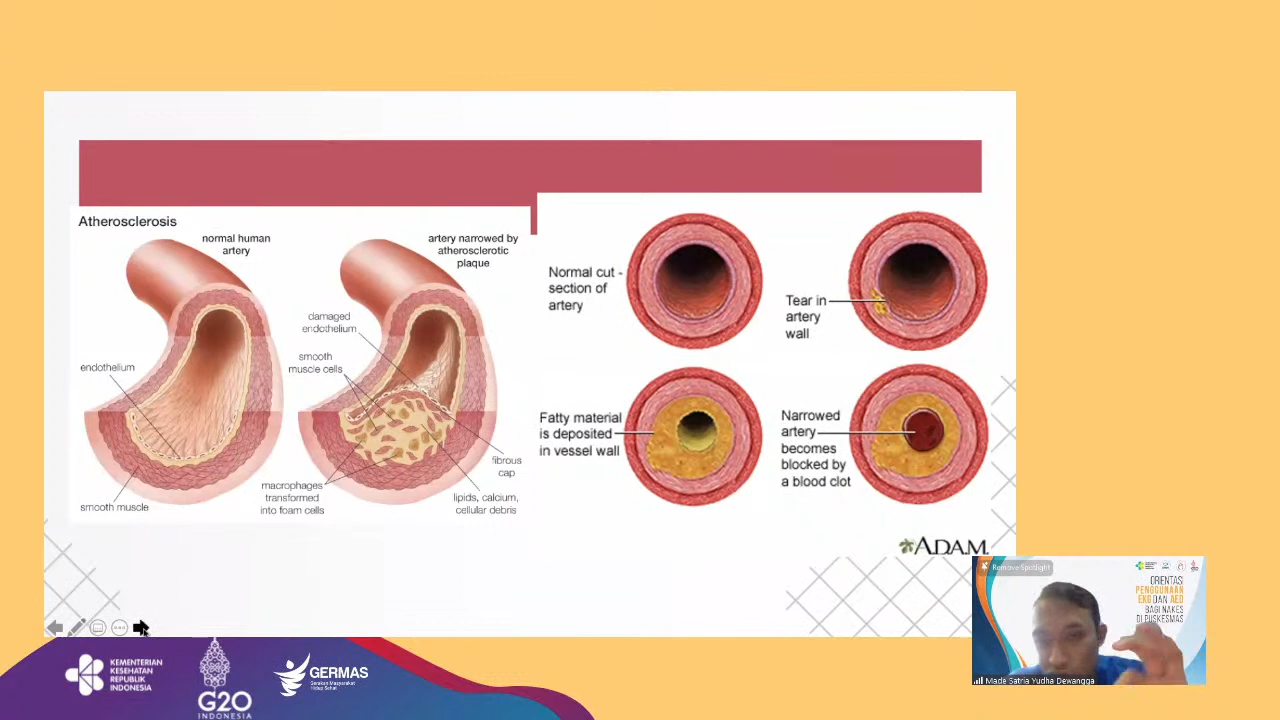 Atherosclerosis
normal human
artery
artery narrowed by
atherosclerotic
plaque
damaged
endothelium
smooth
muscle cells
endothelium
smooth muscle
macrophages
transformed
into foam cells
fibrous
cap
lipids, calcium,
cellular debris
Normal cut -
section of
artery
Tear in
artery
wall
Fatty material
is deposited
in vessel wall
Narrowed
artery
becomes
blocked by
a blood clot
ADAM
KEMENTERIAN
KESEHATAN
REPUBLIK
INDONESIA
G20
INDONESIA
GERMAS
Gerakan Masyarakat
Hidup Sehat
Remove Spotlight
ORIENTASI
PENGGUNAAN
EKG DAN AED
BAGI NAKES
DI PUSKESMAS
Made Satria Yudha Dewangga